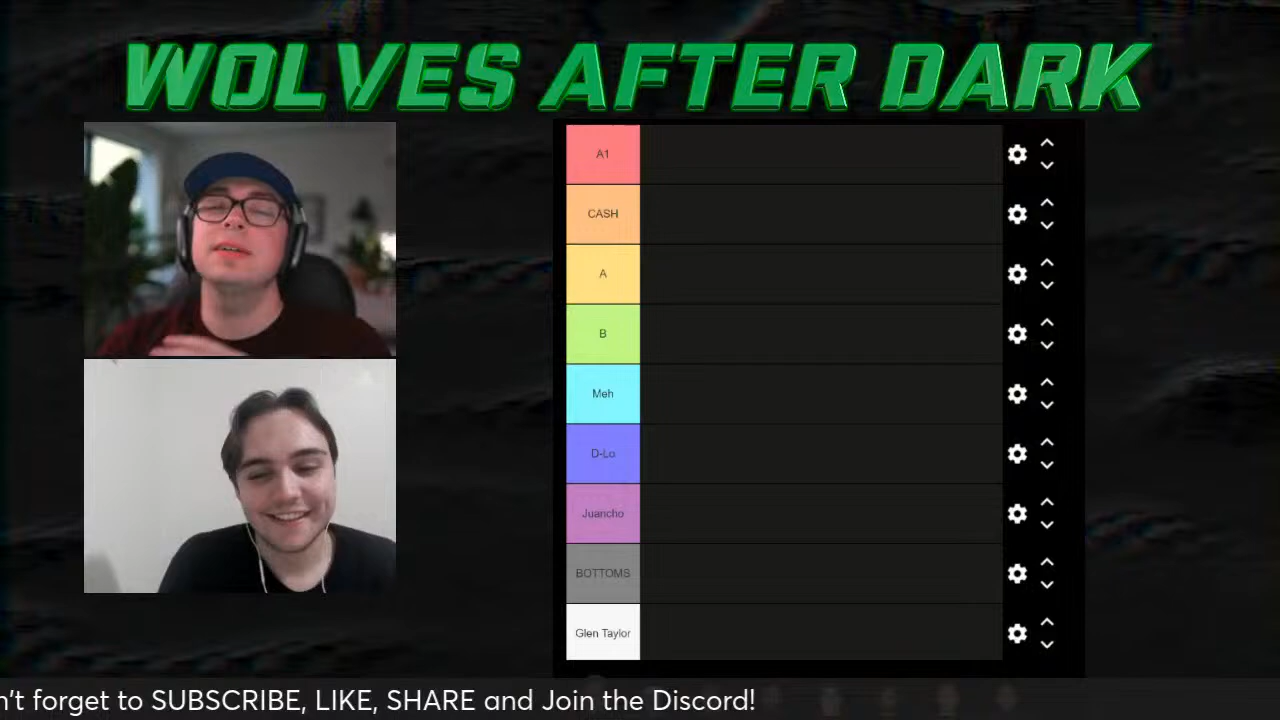 WOLVES AFTER DARK
A1
CASH
A
B
Meh
D-Lo
Juancho
BOTTOMS
Glen Taylor
n't forget to SUBSCRIBE, LIKE, SHARE and Join the Discord!